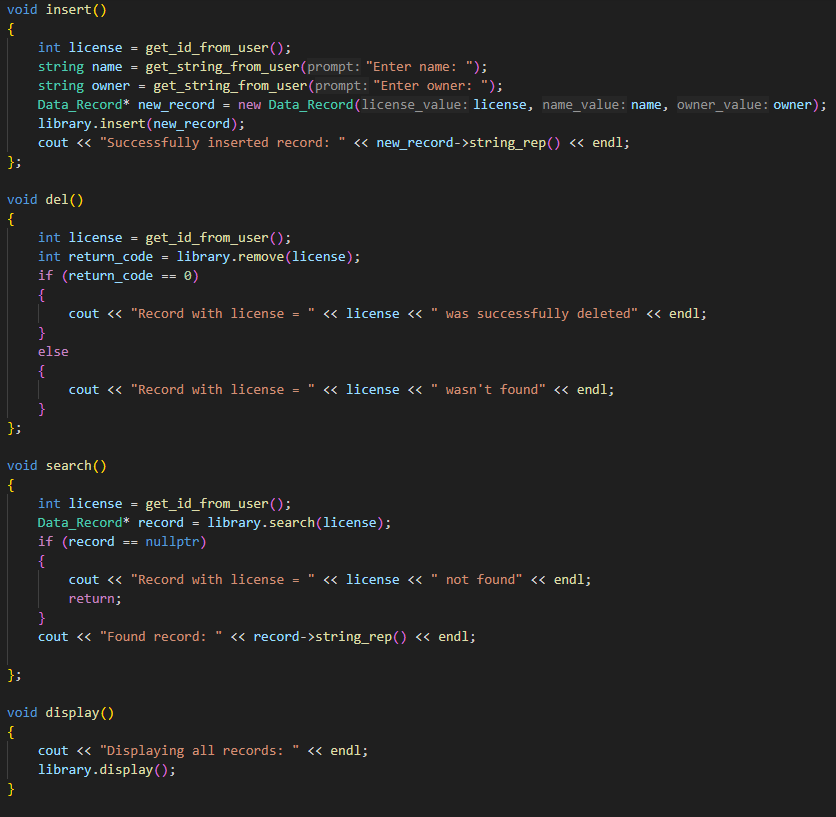 void insert()
{
    int license = get_id_from_user();
    string name = get_string_from_user(prompt: "Enter name: ");
    string owner = get_string_from_user(prompt: "Enter owner: ");
    Data_Record* new_record = new Data_Record(license_value: license, name_value: name, owner_value: owner);
    library.insert(new_record);
    cout << "Successfully inserted record: " << new_record->string_rep() << endl;
};

void del()
{
    int license = get_id_from_user();
    int return_code = library.remove(license);
    if (return_code == 0)
    {
        cout << "Record with license = " << license << " was successfully deleted" << endl;
    }
    else
    {
        cout << "Record with license = " << license << " wasn't found" << endl;
    }
};

void search()
{
    int license = get_id_from_user();
    Data_Record* record = library.search(license);
    if (record == nullptr)
    {
        cout << "Record with license = " << license << " not found" << endl;
        return;
    }
    cout << "Found record: " << record->string_rep() << endl;

};

void display()
{
    cout << "Displaying all records: " << endl;
    library.display();
}